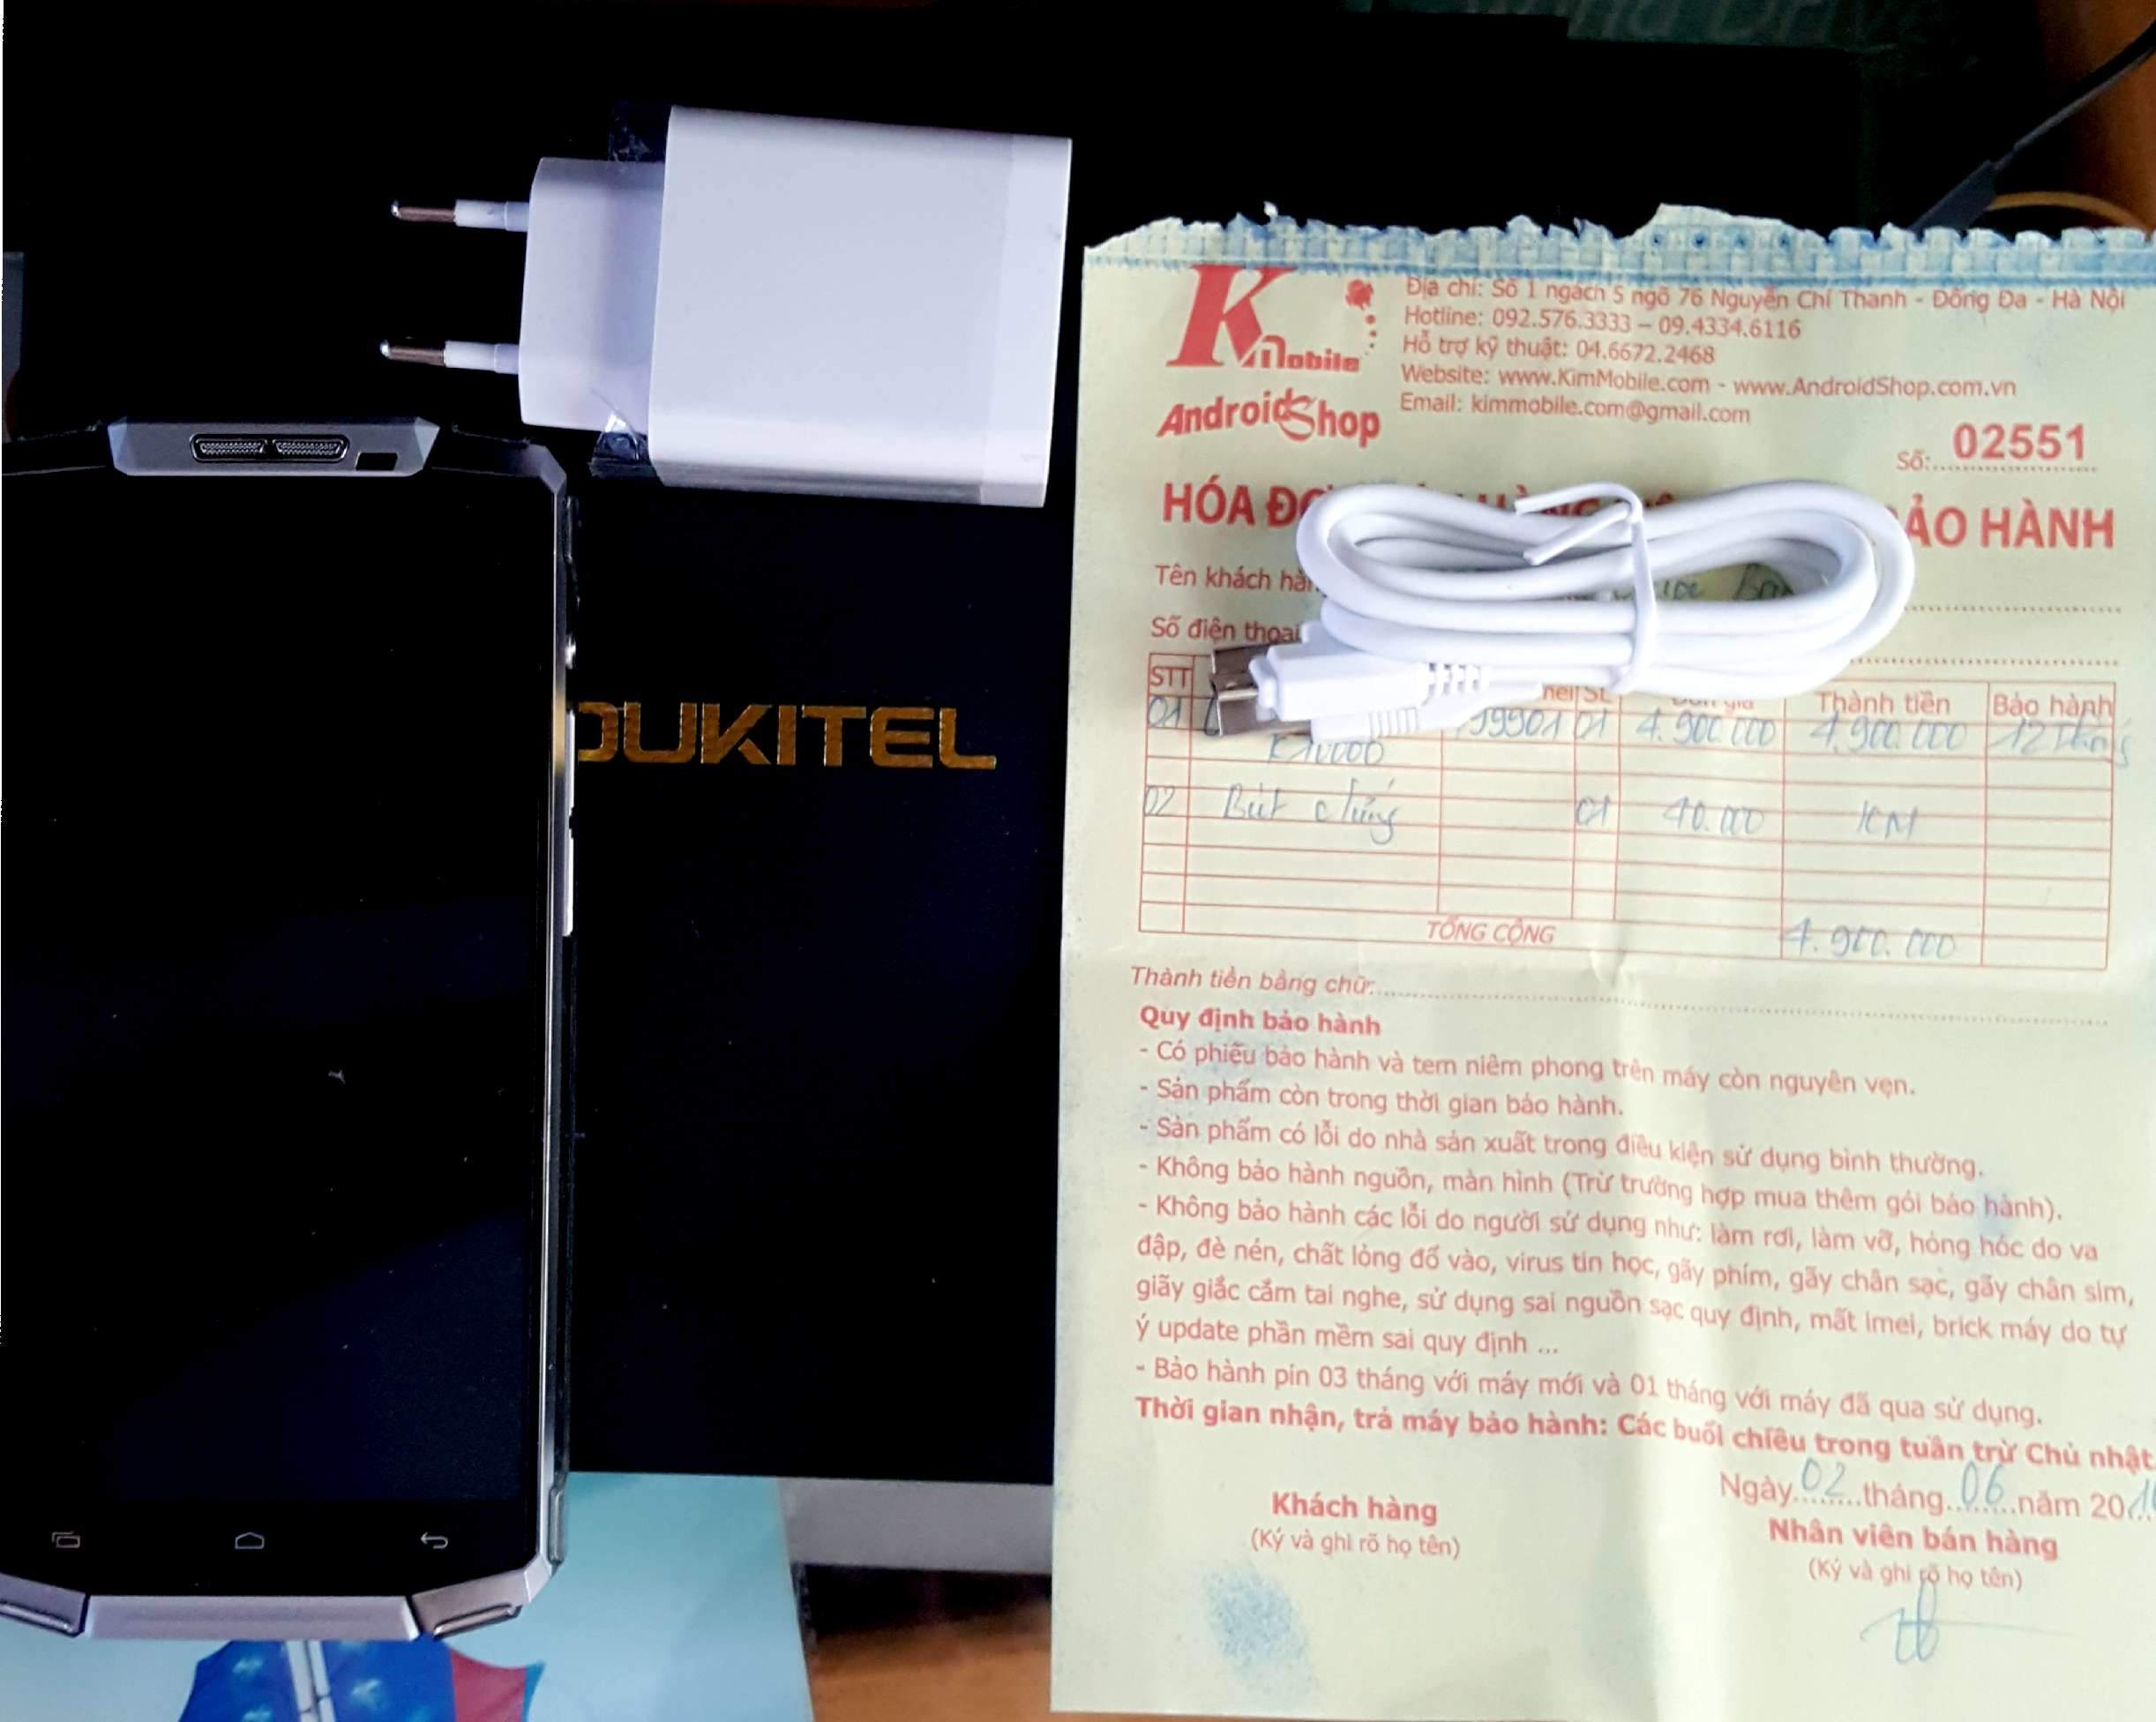 OUKITEL
K Mobile
AndroidShop
Địa chỉ: Số 1 ngách 5 ngõ 76 Nguyễn Chí Thanh - Đống Đa - Hà Nội
Hotline: 092.576.3333 – 09.4334.6116
Hỗ trợ kỹ thuật: 04.6672.2468
Website: www.KimMobile.com - www.AndroidShop.com.vn
Email: kimmobile.com@gmail.com
Số: 02551
HÓA ĐƠ ẢO HÀNH
Tên khách hàn
Số điện thoại
STT SL Đơn giá Thành tiền Bảo hành
01 99901 01 4.900.000 4.900.000 12 tháng
K10000
02 Bút chứng 01 40.000 KM
TỔNG CỘNG 4.900.000
Thành tiền bằng chữ:
Quy định bảo hành
- Có phiếu bảo hành và tem niêm phong trên máy còn nguyên vẹn.
- Sản phẩm còn trong thời gian bảo hành.
- Sản phẩm có lỗi do nhà sản xuất trong điều kiện sử dụng bình thường.
- Không bảo hành nguồn, màn hình (Trừ trường hợp mua thêm gói bảo hành).
- Không bảo hành các lỗi do người sử dụng như: làm rơi, làm vỡ, hỏng hóc do va
đập, đè nén, chất lỏng đổ vào, virus tin học, gãy phím, gãy chân sạc, gãy chân sim,
giãy giắc cắm tai nghe, sử dụng sai nguồn sạc quy định, mất imei, brick máy do tự
ý update phần mềm sai quy định ...
- Bảo hành pin 03 tháng với máy mới và 01 tháng với máy đã qua sử dụng.
Thời gian nhận, trả máy bảo hành: Các buổi chiều trong tuần trừ Chủ nhật
Ngày 02 tháng 06 năm 201
Khách hàng
(Ký và ghi rõ họ tên)
Nhân viên bán hàng
(Ký và ghi rõ họ tên)